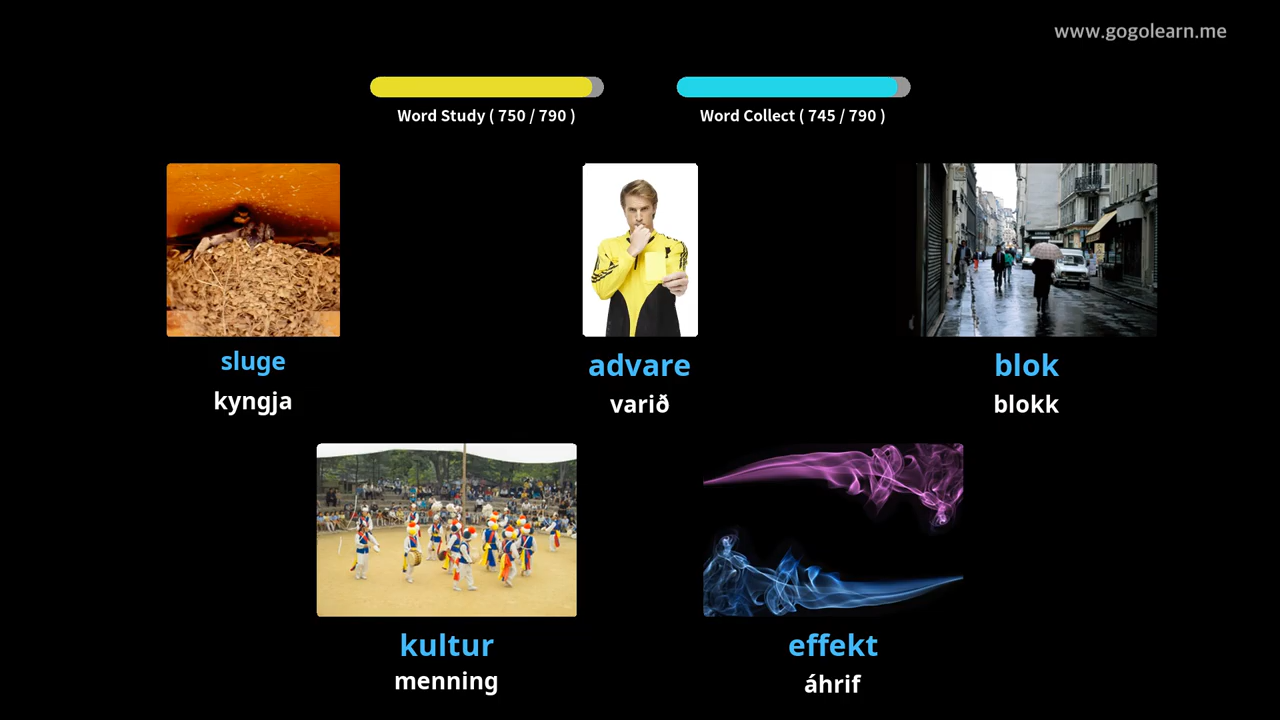 www.gogolearn.me
Word Study ( 750 / 790 )
Word Collect ( 745 / 790 )
sluge
kyngja
advare
varið
blok
blokk
kultur
menning
effekt
áhrif